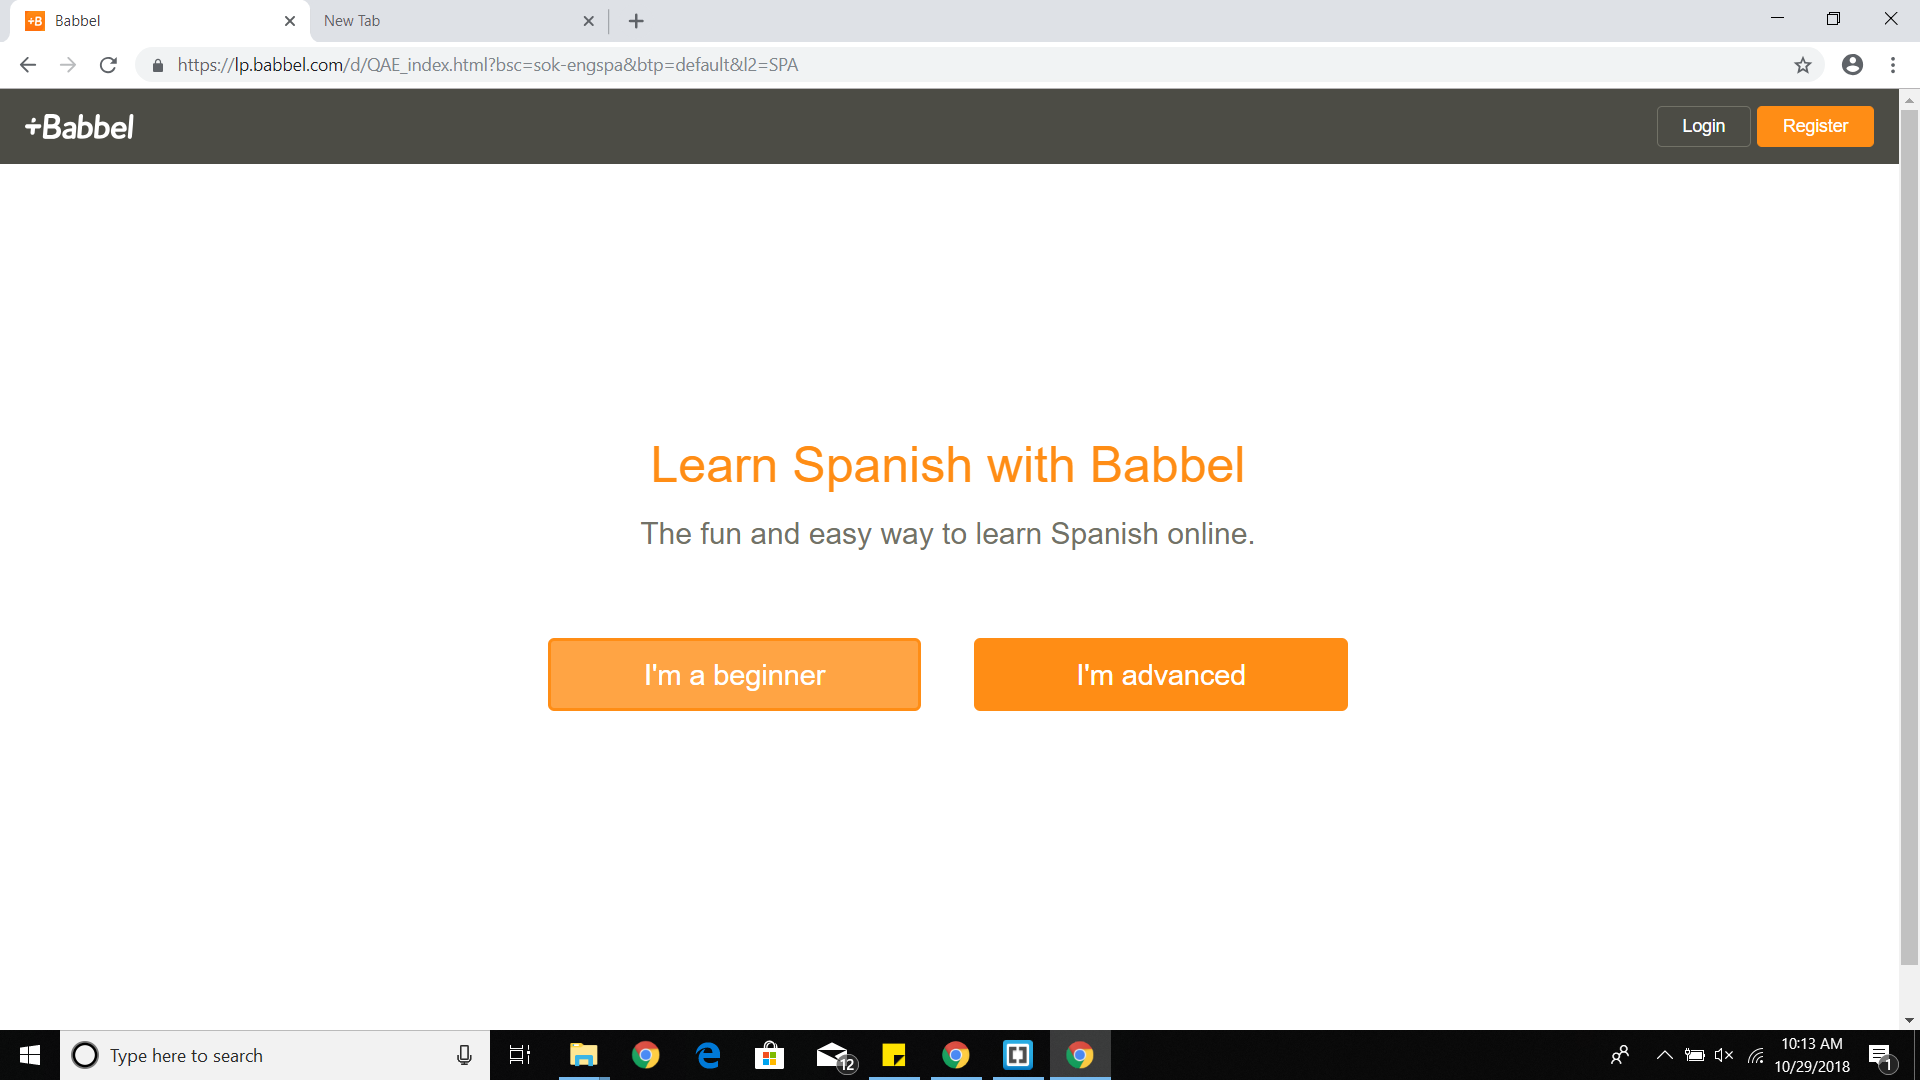 Babbel
New Tab
https://lp.babbel.com/d/QAE_index.html?bsc=sok-engspa&btp=default&l2=SPA
+Babbel
Login
Register
Learn Spanish with Babbel
The fun and easy way to learn Spanish online.
I'm a beginner
I'm advanced
Type here to search
12
10:13 AM
10/29/2018
1